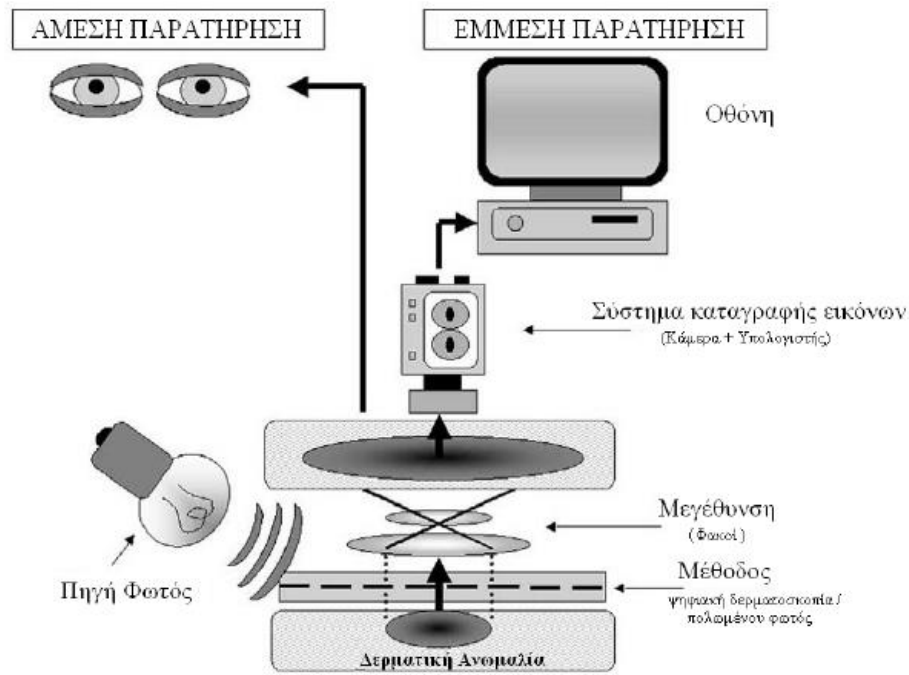 ΑΜΕΣΗ ΠΑΡΑΤΗΡΗΣΗ
ΕΜΜΕΣΗ ΠΑΡΑΤΗΡΗΣΗ
Οθόνη
Σύστημα καταγραφής εικόνων
(Κάμερα + Υπολογιστής)
Μεγέθυνση
(Φακοί)
Πηγή Φωτός
Μέθοδος
ψηφιακή δερματοσκοπία /
πολωμένου φωτός
Δερματική Ανωμαλία